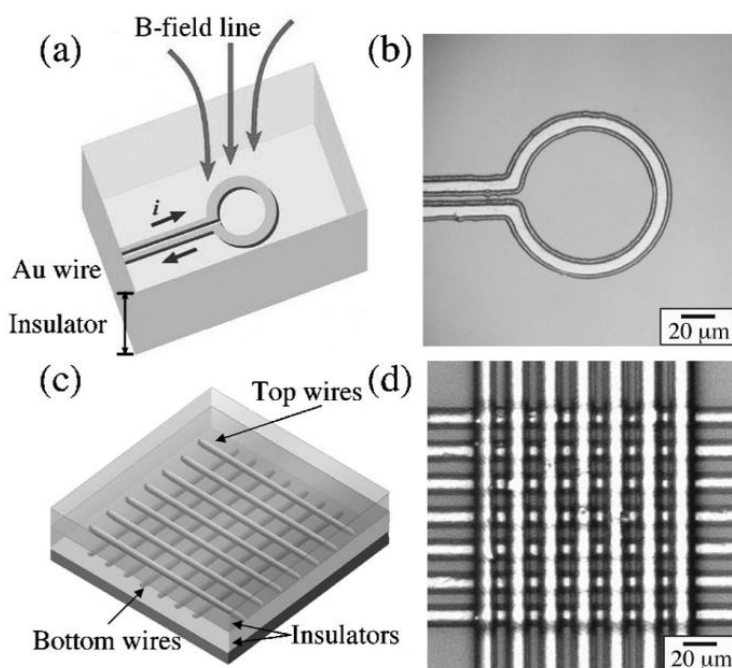 (a)
B-field line
i
Au wire
Insulator
(b)
20 μm
(c)
Top wires
Bottom wires
Insulators
(d)
20 μm